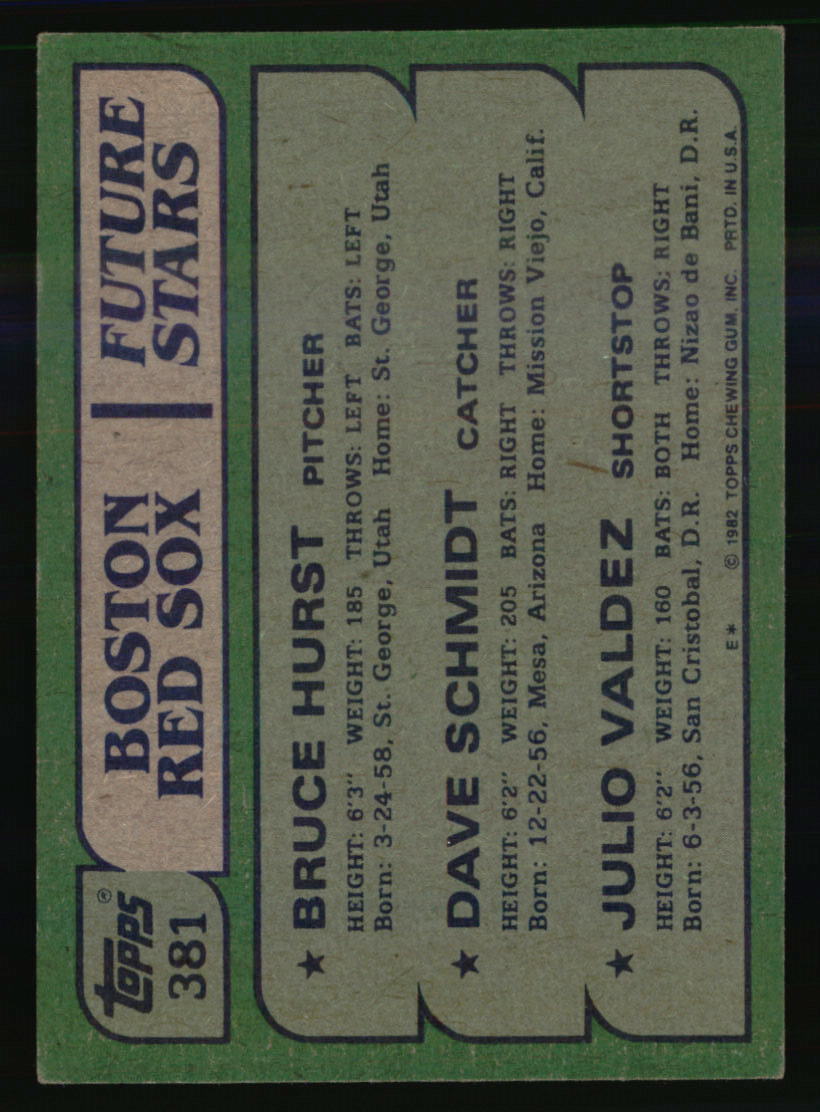 Topps®
381
BOSTON
RED SOX
FUTURE
STARS
★ BRUCE HURST PITCHER
HEIGHT: 6'3" WEIGHT: 185 THROWS: LEFT BATS: LEFT
Born: 3-24-58, St. George, Utah Home: St. George, Utah
★ DAVE SCHMIDT CATCHER
HEIGHT: 6'2" WEIGHT: 205 BATS: RIGHT THROWS: RIGHT
Born: 12-22-56, Mesa, Arizona Home: Mission Viejo, Calif.
★ JULIO VALDEZ SHORTSTOP
HEIGHT: 6'2" WEIGHT: 160 BATS: BOTH THROWS: RIGHT
Born: 6-3-56, San Cristobal, D.R. Home: Nizao de Bani, D.R.
E* © 1982 TOPPS CHEWING GUM, INC. PRTD. IN U.S.A.